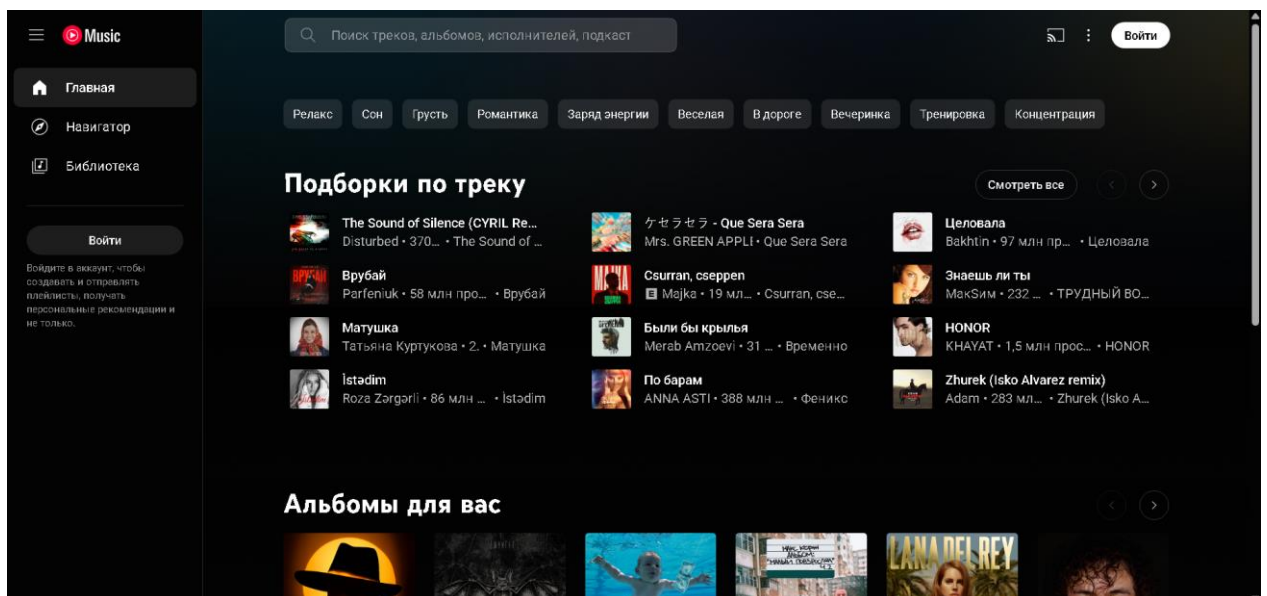 Music
Поиск треков, альбомов, исполнителей, подкаст
Войти
Главная
Навигатор
Библиотека
Войти
Войдите в аккаунт, чтобы
создавать и отправлять
плейлисты, получать
персональные рекомендации и
не только.
Релакс Сон Грусть Романтика Заряд энергии Веселая В дороге Вечеринка Тренировка Концентрация
Подборки по треку
Смотреть все
The Sound of Silence (CYRIL Re...
Disturbed • 370... • The Sound of ...
ケセラセラ - Que Sera Sera
Mrs. GREEN APPLE • Que Sera Sera
Целовала
Bakhtin • 97 млн пр... • Целовала
ВРУБАЙ
Врубай
Parfeniuk • 58 млн про... • Врубай
MAJKA
Csurran, cseppen
E Majka • 19 мл... • Csurran, cse...
Знаешь ли ты
МакSим • 232 ... • ТРУДНЫЙ ВО...
Матушка
Татьяна Куртукова • 2. • Матушка
Были бы крылья
Merab Amzoevi • 31 ... • Временно
HONOR
KHAYAT • 1,5 млн прос... • HONOR
İstədim
Roza Zərgərli • 86 млн ... • İstədim
По барам
ANNA ASTI • 388 млн ... • Феникс
Zhurek (Isko Alvarez remix)
Adam • 283 мл... • Zhurek (Isko A...
Альбомы для вас
LANA DEL REY